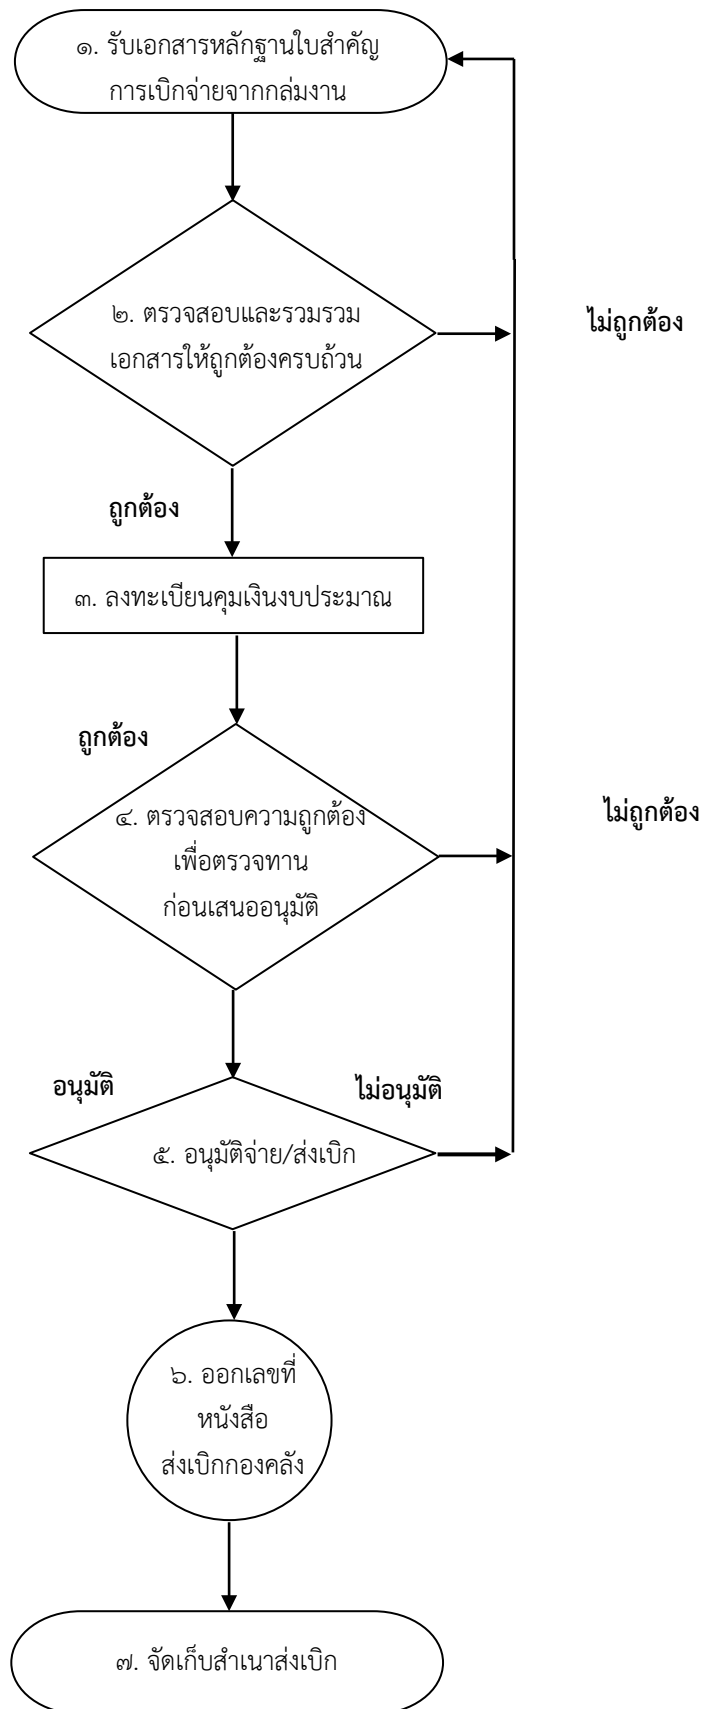 ๑. รับเอกสารหลักฐานใบสำคัญ
การเบิกจ่ายจากกล่มงาน
๒. ตรวจสอบและรวมรวม
เอกสารให้ถูกต้องครบถ้วน
ไม่ถูกต้อง
ถูกต้อง
๓. ลงทะเบียนคุมเงินงบประมาณ
ถูกต้อง
๔. ตรวจสอบความถูกต้อง
เพื่อตรวจทาน
ก่อนเสนออนุมัติ
ไม่ถูกต้อง
อนุมัติ
ไม่อนุมัติ
๕. อนุมัติจ่าย/ส่งเบิก
๖. ออกเลขที่
หนังสือ
ส่งเบิกกองคลัง
๗. จัดเก็บสำเนาส่งเบิก